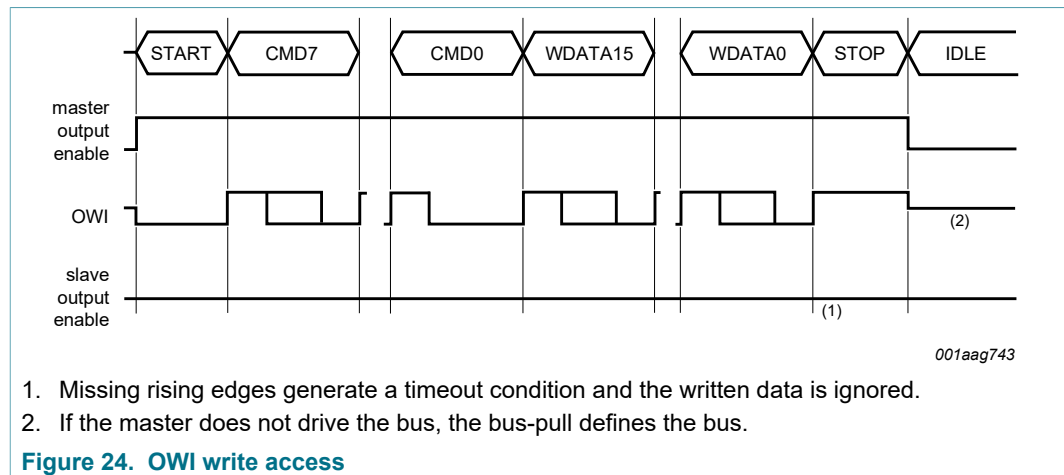 START CMD7 CMD0 WDATA15 WDATA0 STOP IDLE
master
output
enable
OWI
(2)
slave
output
enable
(1)
001aag743
1. Missing rising edges generate a timeout condition and the written data is ignored.
2. If the master does not drive the bus, the bus-pull defines the bus.
Figure 24. OWI write access